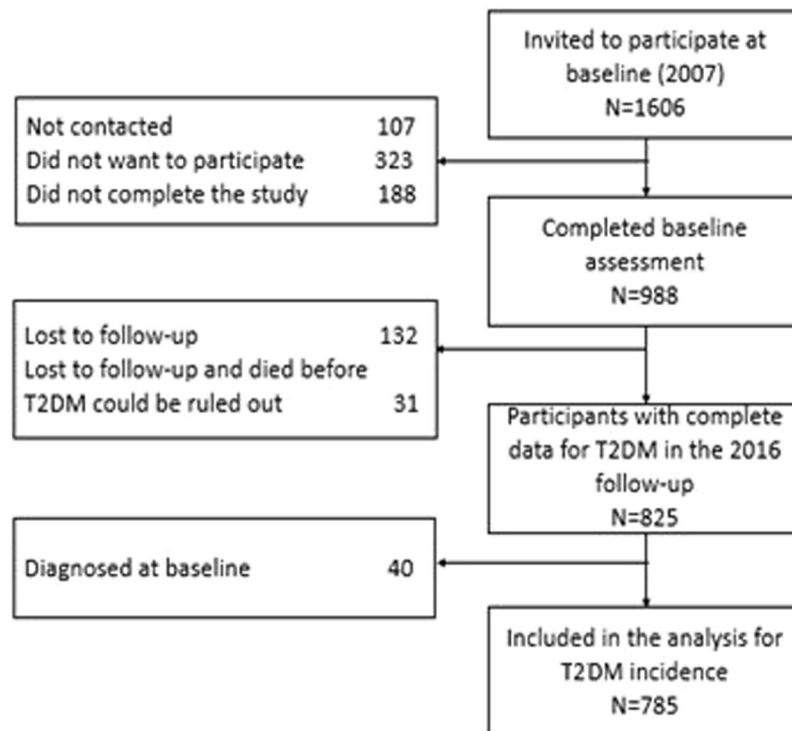 Invited to participate at
baseline (2007)
N=1606
Not contacted 107
Did not want to participate 323
Did not complete the study 188
Completed baseline
assessment
N=988
Lost to follow-up 132
Lost to follow-up and died before
T2DM could be ruled out 31
Participants with complete
data for T2DM in the 2016
follow-up
N=825
Diagnosed at baseline 40
Included in the analysis for
T2DM incidence
N=785